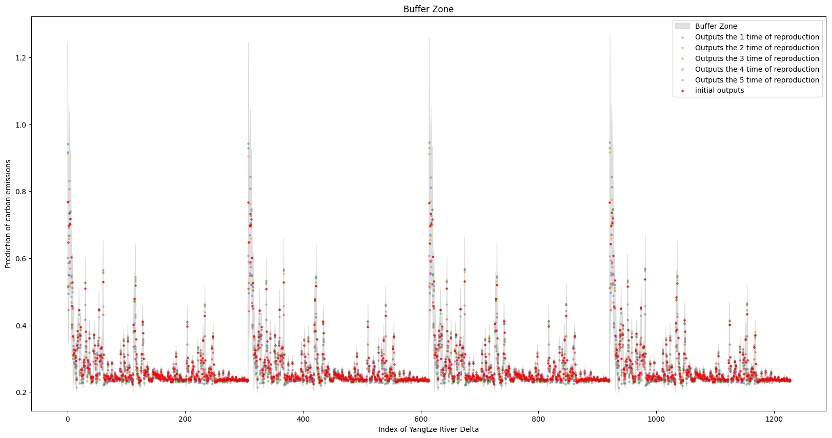 Buffer Zone
Buffer Zone
Outputs the 1 time of reproduction
Outputs the 2 time of reproduction
Outputs the 3 time of reproduction
Outputs the 4 time of reproduction
Outputs the 5 time of reproduction
initial outputs
Prediction of carbon emissions
1.2
1.0
0.8
0.6
0.4
0.2
0
200
400
600
800
1000
1200
Index of Yangtze River Delta